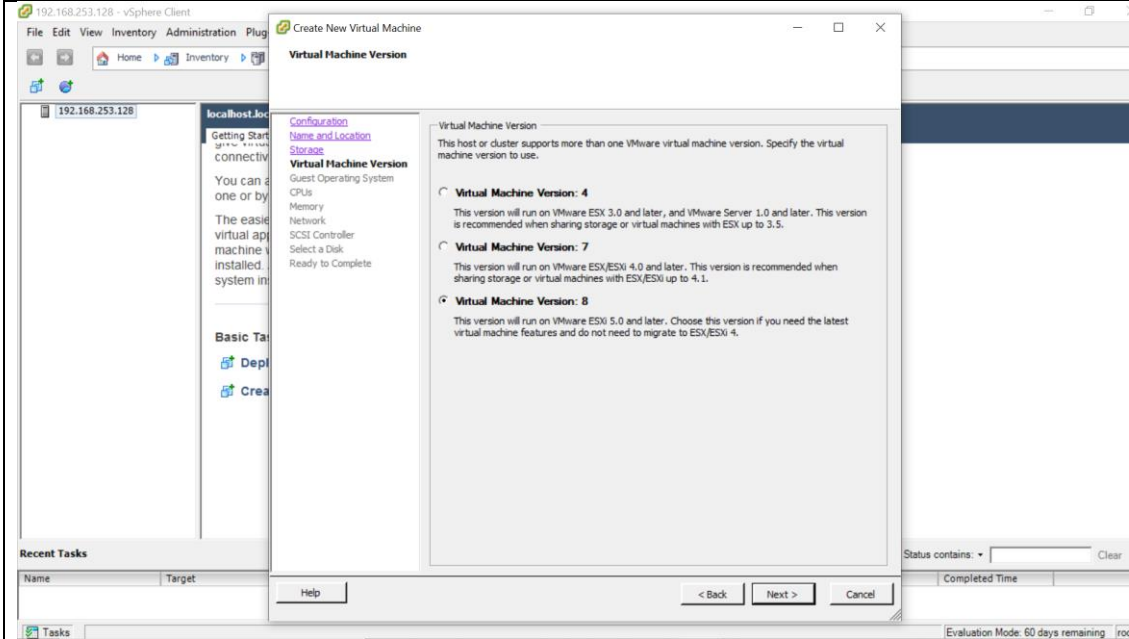 192.168.253.128 - vSphere Client
File Edit View Inventory Administration Plug
Home Inventory
192.168.253.128
localhost.loc
Getting Start
connectiv
You can a
one or by
The easie
virtual app
machine v
installed.
system in
Basic Ta
Depl
Crea
Create New Virtual Machine
Virtual Machine Version
Configuration
Name and Location
Storage
Virtual Machine Version
Guest Operating System
CPUs
Memory
Network
SCSI Controller
Select a Disk
Ready to Complete
Virtual Machine Version
This host or cluster supports more than one VMware virtual machine version. Specify the virtual
machine version to use.
Virtual Machine Version: 4
This version will run on VMware ESX 3.0 and later, and VMware Server 1.0 and later. This version
is recommended when sharing storage or virtual machines with ESX up to 3.5.
Virtual Machine Version: 7
This version will run on VMware ESX/ESXi 4.0 and later. This version is recommended when
sharing storage or virtual machines with ESX/ESXi up to 4.1.
Virtual Machine Version: 8
This version will run on VMware ESXi 5.0 and later. Choose this version if you need the latest
virtual machine features and do not need to migrate to ESX/ESXi 4.
Help
< Back Next > Cancel
Recent Tasks
Status contains: Clear
Name Target Completed Time
Tasks
Evaluation Mode: 60 days remaining roo